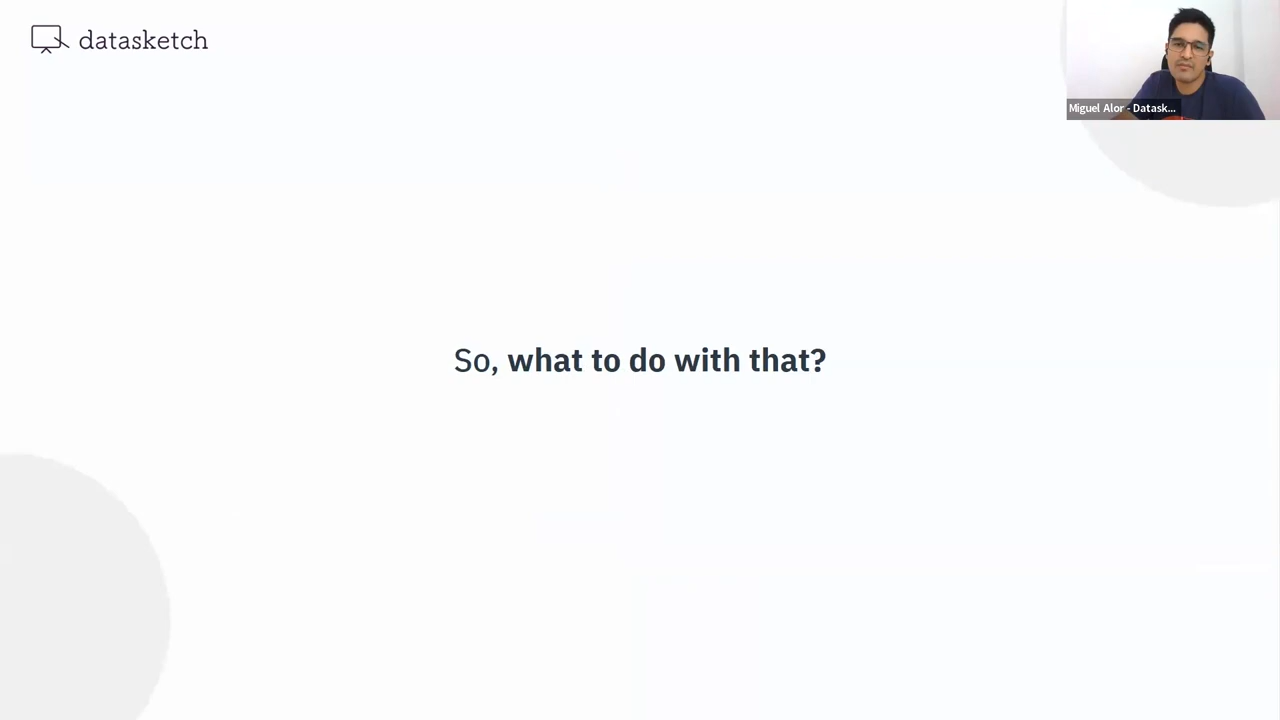 datasketch
Miguel Alor - Datask...
So, what to do with that?